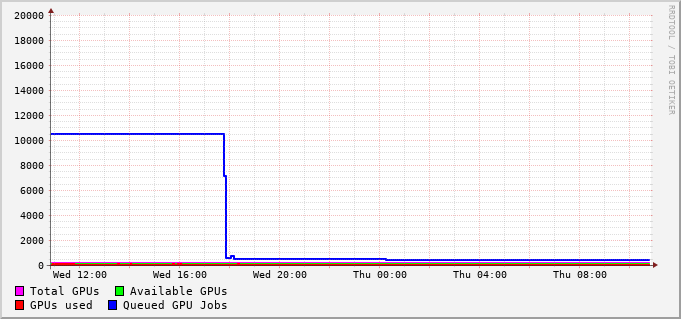 20000
18000
16000
14000
12000
10000
8000
6000
4000
2000
0
Wed 12:00 Wed 16:00 Wed 20:00 Thu 00:00 Thu 04:00 Thu 08:00
Total GPUs Available GPUs
GPUs used Queued GPU Jobs
RRDTOOL / TOBI OETIKER